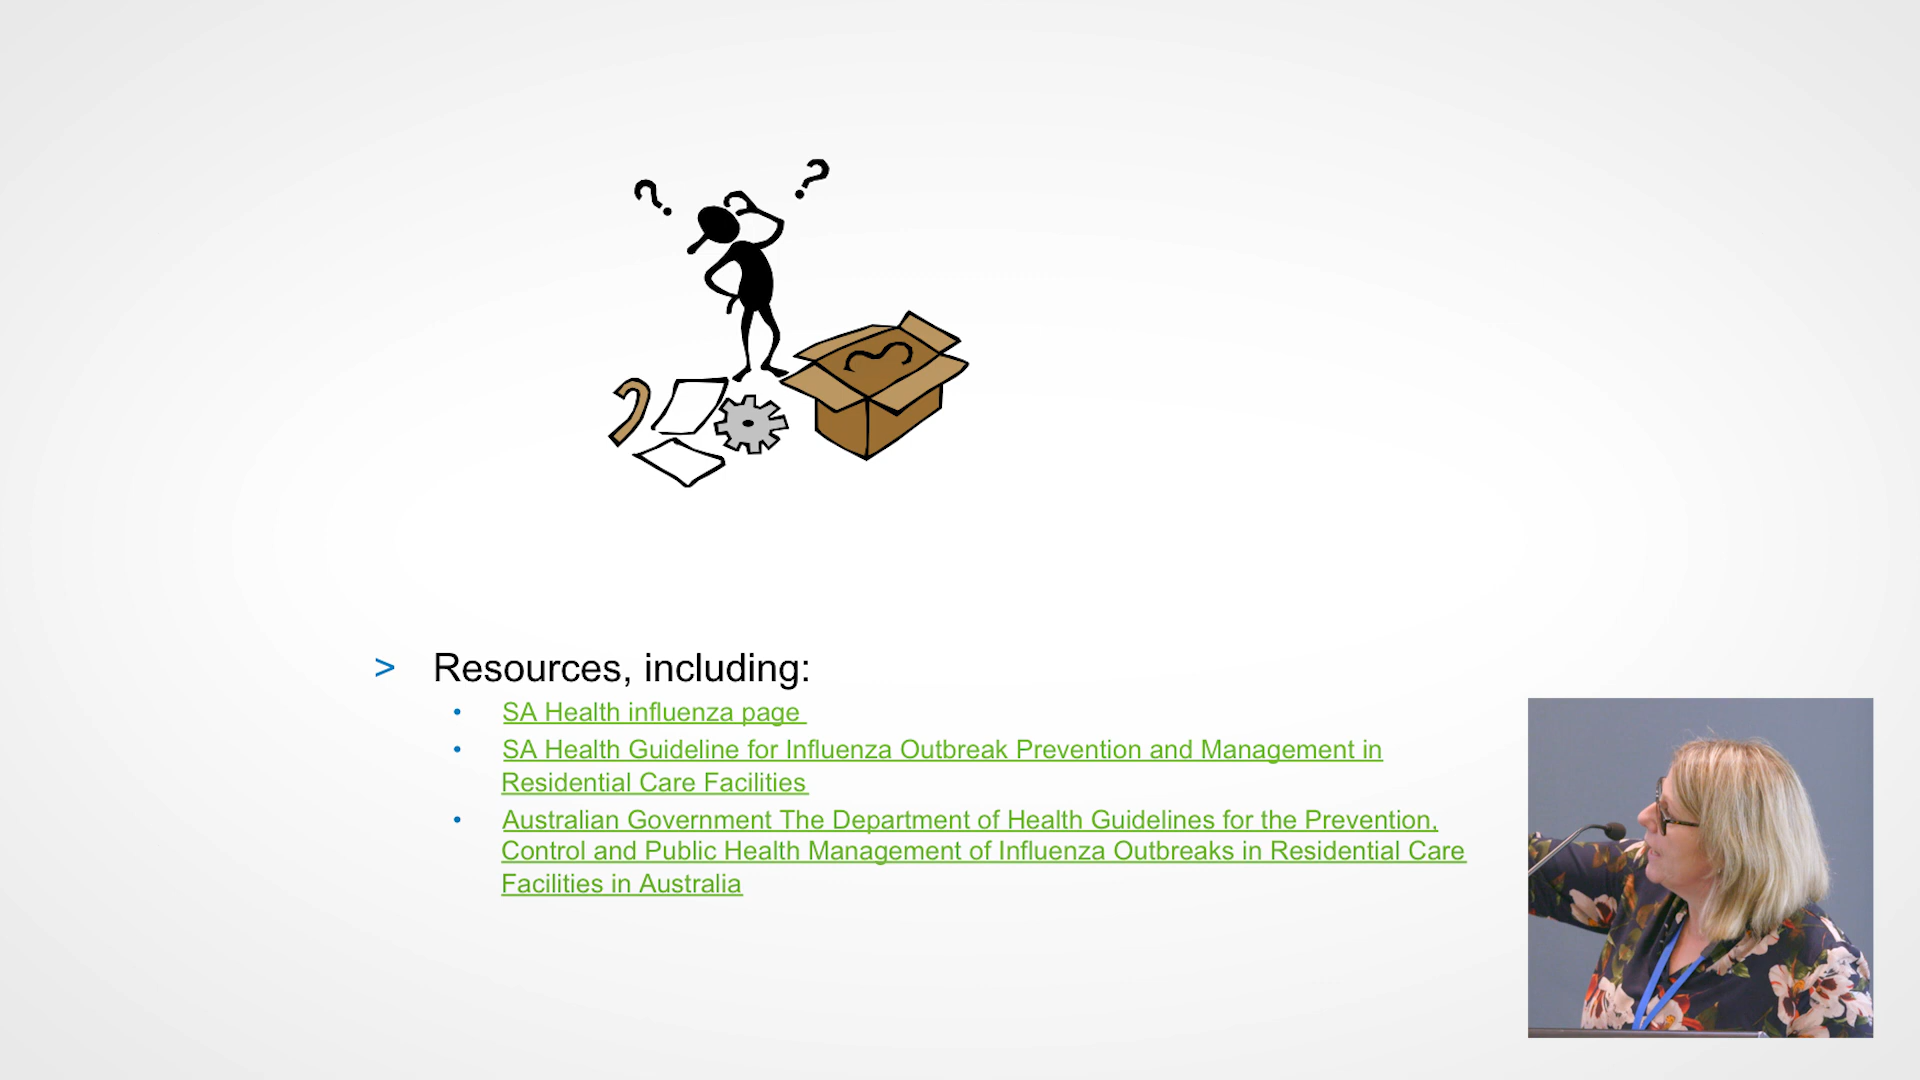 ? ?
> Resources, including:
• SA Health influenza page
• SA Health Guideline for Influenza Outbreak Prevention and Management in
Residential Care Facilities
• Australian Government The Department of Health Guidelines for the Prevention,
Control and Public Health Management of Influenza Outbreaks in Residential Care
Facilities in Australia